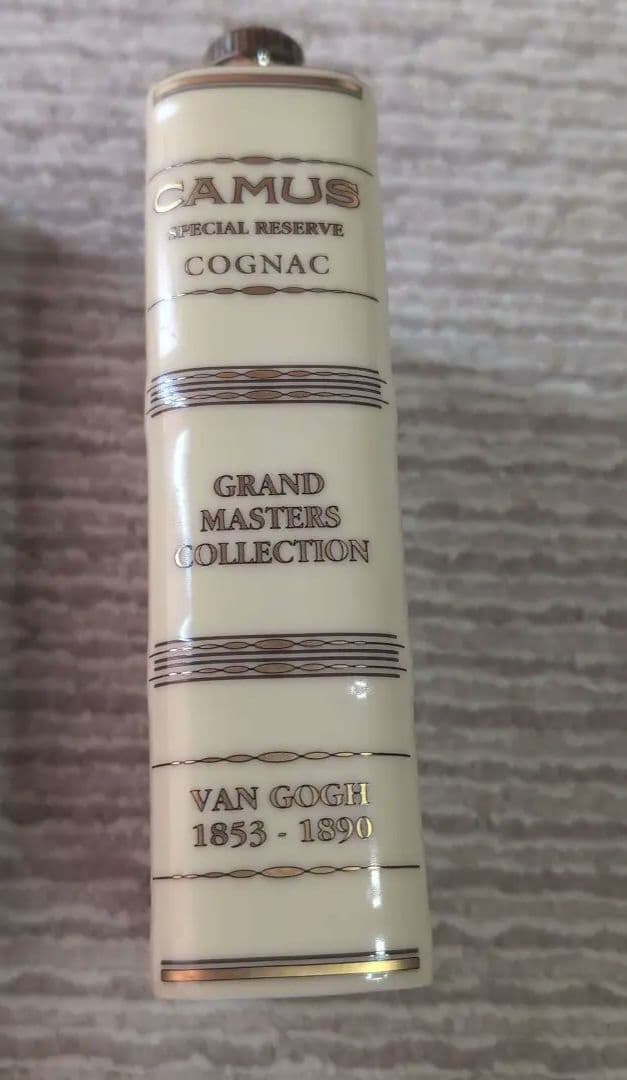 CAMUS
SPECIAL RESERVE
COGNAC
GRAND
MASTERS
COLLECTION
VAN GOGH
1853 - 1890